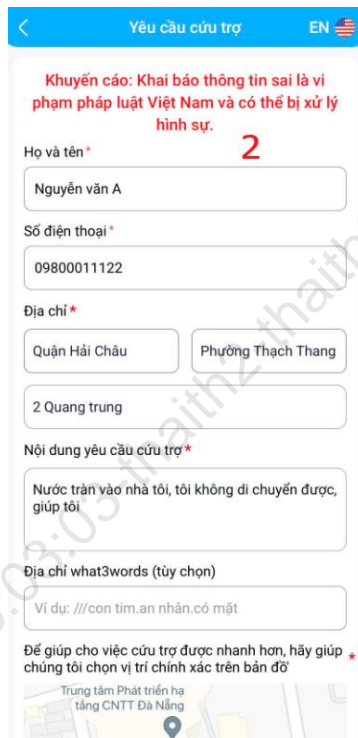 Yêu cầu cứu trợ EN
Khuyến cáo: Khai báo thông tin sai là vi
phạm pháp luật Việt Nam và có thể bị xử lý
hình sự.
2
Họ và tên *
Nguyễn văn A
Số điện thoại *
09800011122
Địa chỉ *
Quận Hải Châu Phường Thạch Thang
2 Quang trung
Nội dung yêu cầu cứu trợ *
Nước tràn vào nhà tôi, tôi không di chuyển được,
giúp tôi
Địa chỉ what3words (tùy chọn)
Ví dụ: ///con tim.an nhân.có mặt
Để giúp cho việc cứu trợ được nhanh hơn, hãy giúp *
chúng tôi chọn vị trí chính xác trên bản đồ'
Trung tâm Phát triển hạ
tầng CNTT Đà Nẵng